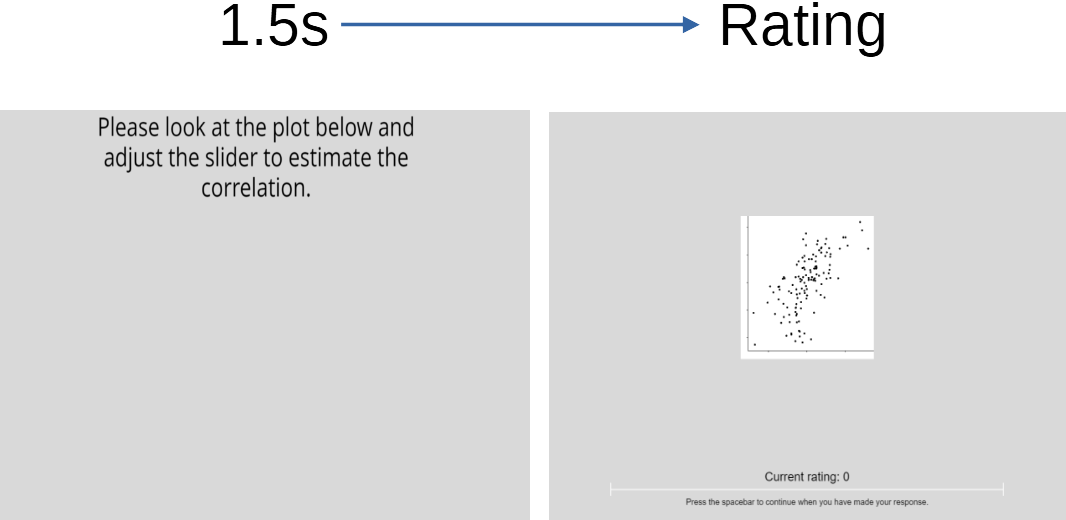 1.5s
Rating
Please look at the plot below and
adjust the slider to estimate the
correlation.
Current rating: 0
Press the spacebar to continue when you have made your response.